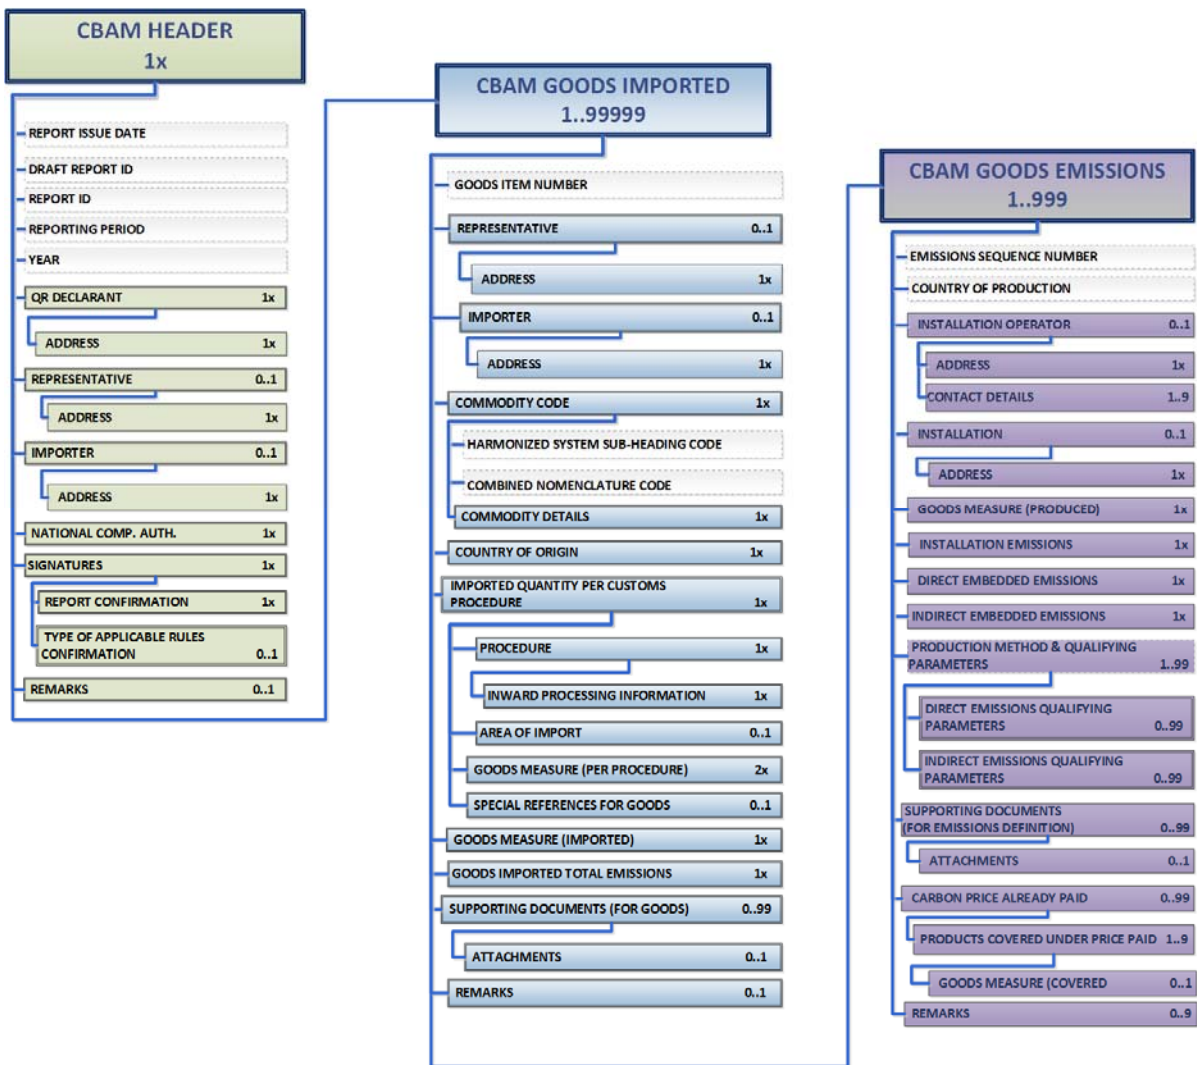 CBAM HEADER
1x
REPORT ISSUE DATE
DRAFT REPORT ID
REPORT ID
REPORTING PERIOD
YEAR
QR DECLARANT 1x
ADDRESS 1x
REPRESENTATIVE 0..1
ADDRESS 1x
IMPORTER 0..1
ADDRESS 1x
NATIONAL COMP. AUTH. 1x
SIGNATURES 1x
REPORT CONFIRMATION 1x
TYPE OF APPLICABLE RULES
CONFIRMATION 0..1
REMARKS 0..1
CBAM GOODS IMPORTED
1..99999
GOODS ITEM NUMBER
REPRESENTATIVE 0..1
ADDRESS 1x
IMPORTER 0..1
ADDRESS 1x
COMMODITY CODE 1x
HARMONIZED SYSTEM SUB-HEADING CODE
COMBINED NOMENCLATURE CODE
COMMODITY DETAILS 1x
COUNTRY OF ORIGIN 1x
IMPORTED QUANTITY PER CUSTOMS
PROCEDURE 1x
PROCEDURE 1x
INWARD PROCESSING INFORMATION 1x
AREA OF IMPORT 0..1
GOODS MEASURE (PER PROCEDURE) 2x
SPECIAL REFERENCES FOR GOODS 0..1
GOODS MEASURE (IMPORTED) 1x
GOODS IMPORTED TOTAL EMISSIONS 1x
SUPPORTING DOCUMENTS (FOR GOODS) 0..99
ATTACHMENTS 0..1
REMARKS 0..1
CBAM GOODS EMISSIONS
1..999
EMISSIONS SEQUENCE NUMBER
COUNTRY OF PRODUCTION
INSTALLATION OPERATOR 0..1
ADDRESS 1x
CONTACT DETAILS 1..9
INSTALLATION 0..1
ADDRESS 1x
GOODS MEASURE (PRODUCED) 1x
INSTALLATION EMISSIONS 1x
DIRECT EMBEDDED EMISSIONS 1x
INDIRECT EMBEDDED EMISSIONS 1x
PRODUCTION METHOD & QUALIFYING
PARAMETERS 1..99
DIRECT EMISSIONS QUALIFYING
PARAMETERS 0..99
INDIRECT EMISSIONS QUALIFYING
PARAMETERS 0..99
SUPPORTING DOCUMENTS
(FOR EMISSIONS DEFINITION) 0..99
ATTACHMENTS 0..1
CARBON PRICE ALREADY PAID 0..99
PRODUCTS COVERED UNDER PRICE PAID 1..9
GOODS MEASURE (COVERED 0..1
REMARKS 0..9